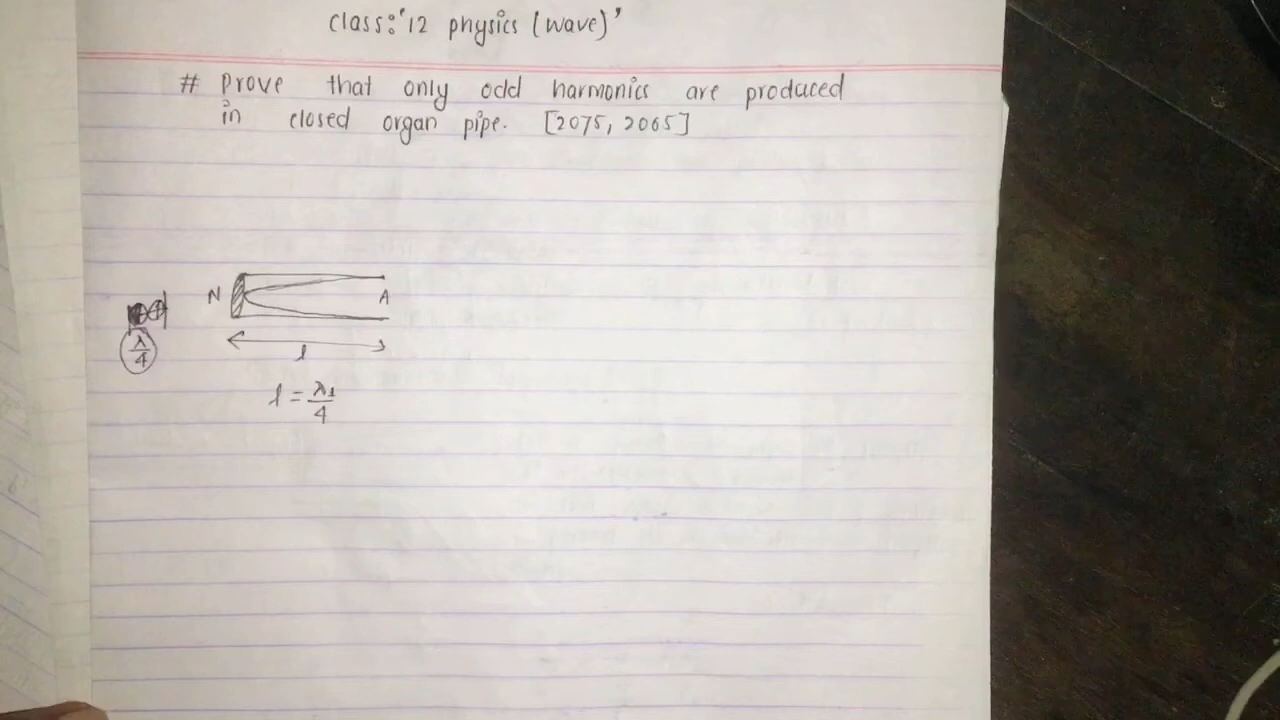 class:'12 physics (wave)'
# prove that only odd harmonics are produced
in closed organ pipe. [2075, 2065]
N A
λ/4
l
l = λ1/4